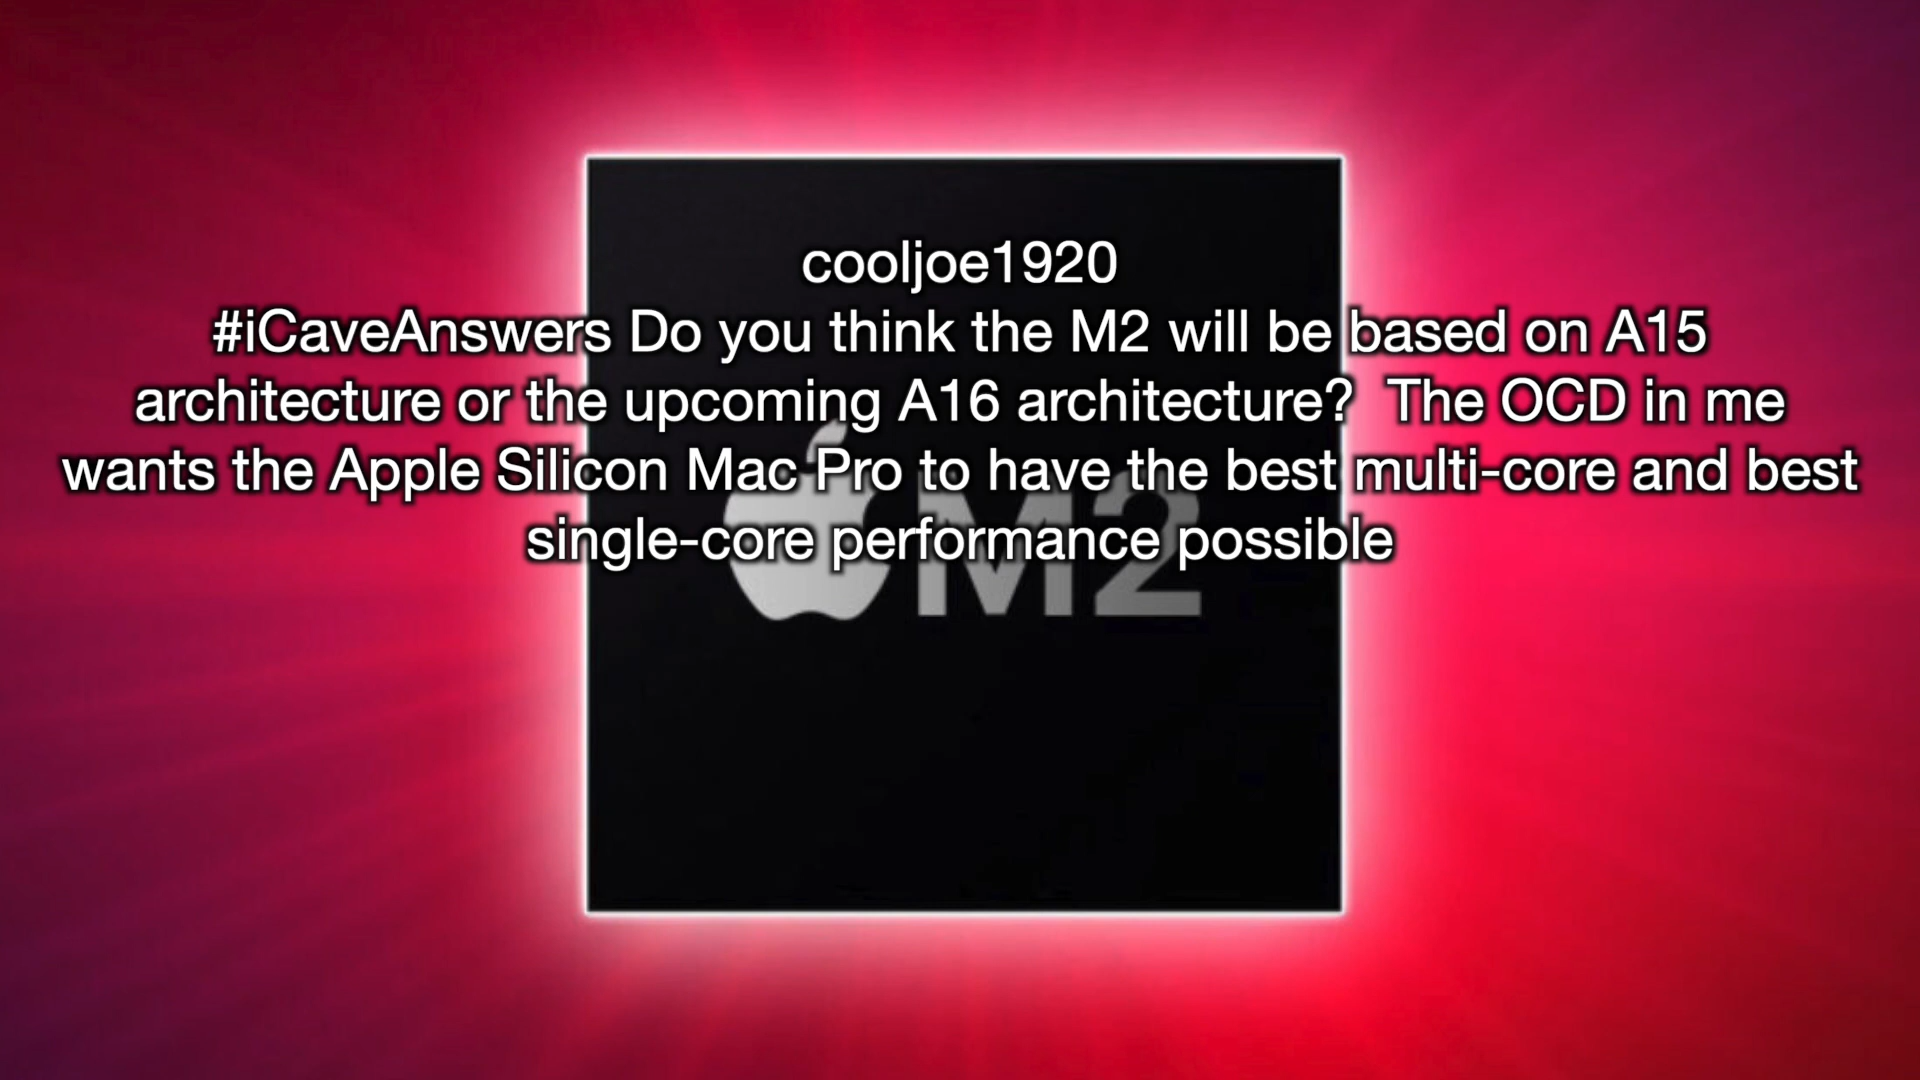 cooljoe1920
#iCaveAnswers Do you think the M2 will be based on A15
architecture or the upcoming A16 architecture?  The OCD in me
wants the Apple Silicon Mac Pro to have the best multi-core and best
single-core performance possible
M2